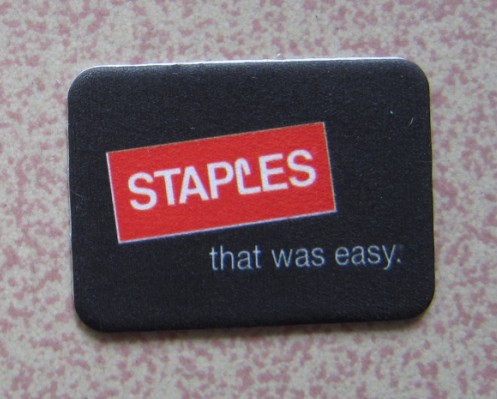 STAPLES
that was easy.